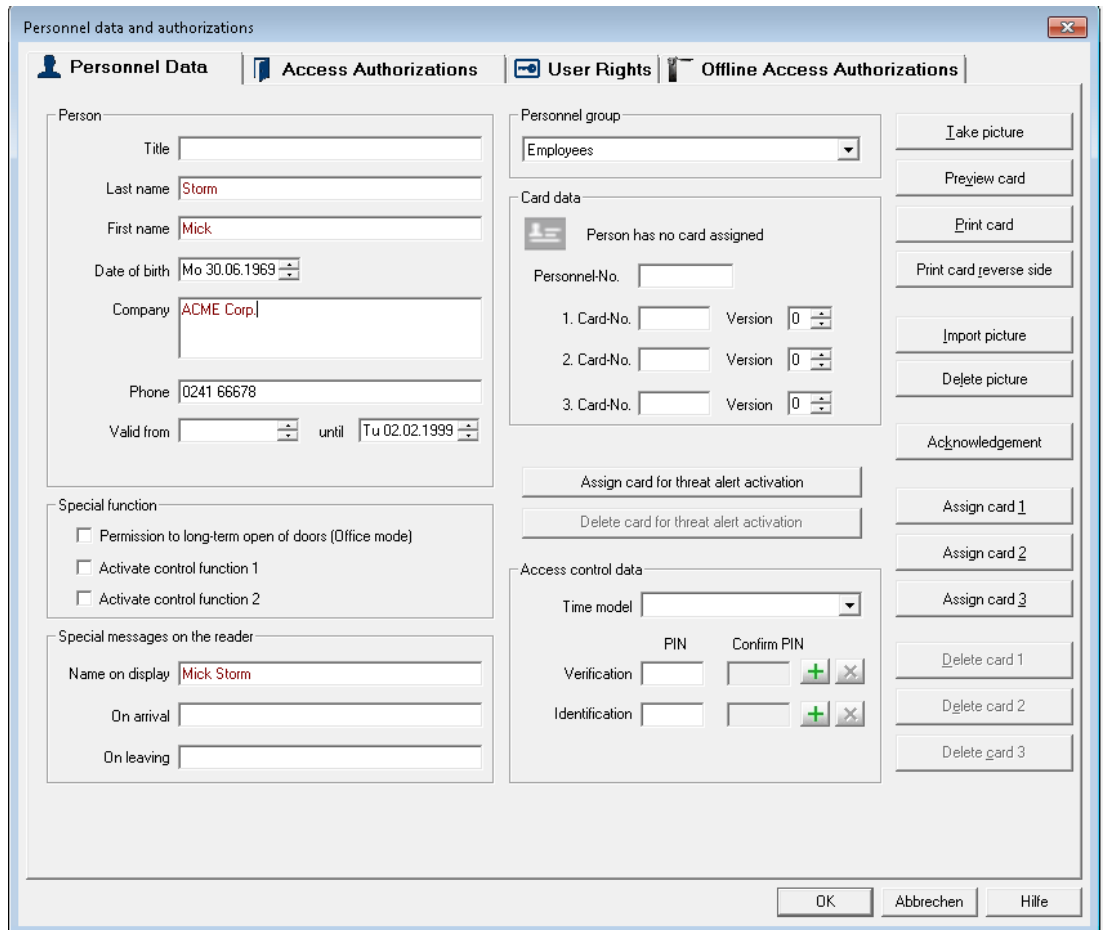 Personnel data and authorizations
Personnel Data
Access Authorizations
User Rights
Offline Access Authorizations
Person
Title
Last name Storm
First name Mick
Date of birth Mo 30.06.1969
Company ACME Corp.
Phone 0241 66678
Valid from until Tu 02.02.1999
Special function
Permission to long-term open of doors (Office mode)
Activate control function 1
Activate control function 2
Special messages on the reader
Name on display Mick Storm
On arrival
On leaving
Personnel group
Employees
Card data
Person has no card assigned
Personnel-No.
1. Card-No. Version 0
2. Card-No. Version 0
3. Card-No. Version 0
Assign card for threat alert activation
Delete card for threat alert activation
Access control data
Time model
PIN Confirm PIN
Verification
Identification
Take picture
Preview card
Print card
Print card reverse side
Import picture
Delete picture
Acknowledgement
Assign card 1
Assign card 2
Assign card 3
Delete card 1
Delete card 2
Delete card 3
OK
Abbrechen
Hilfe